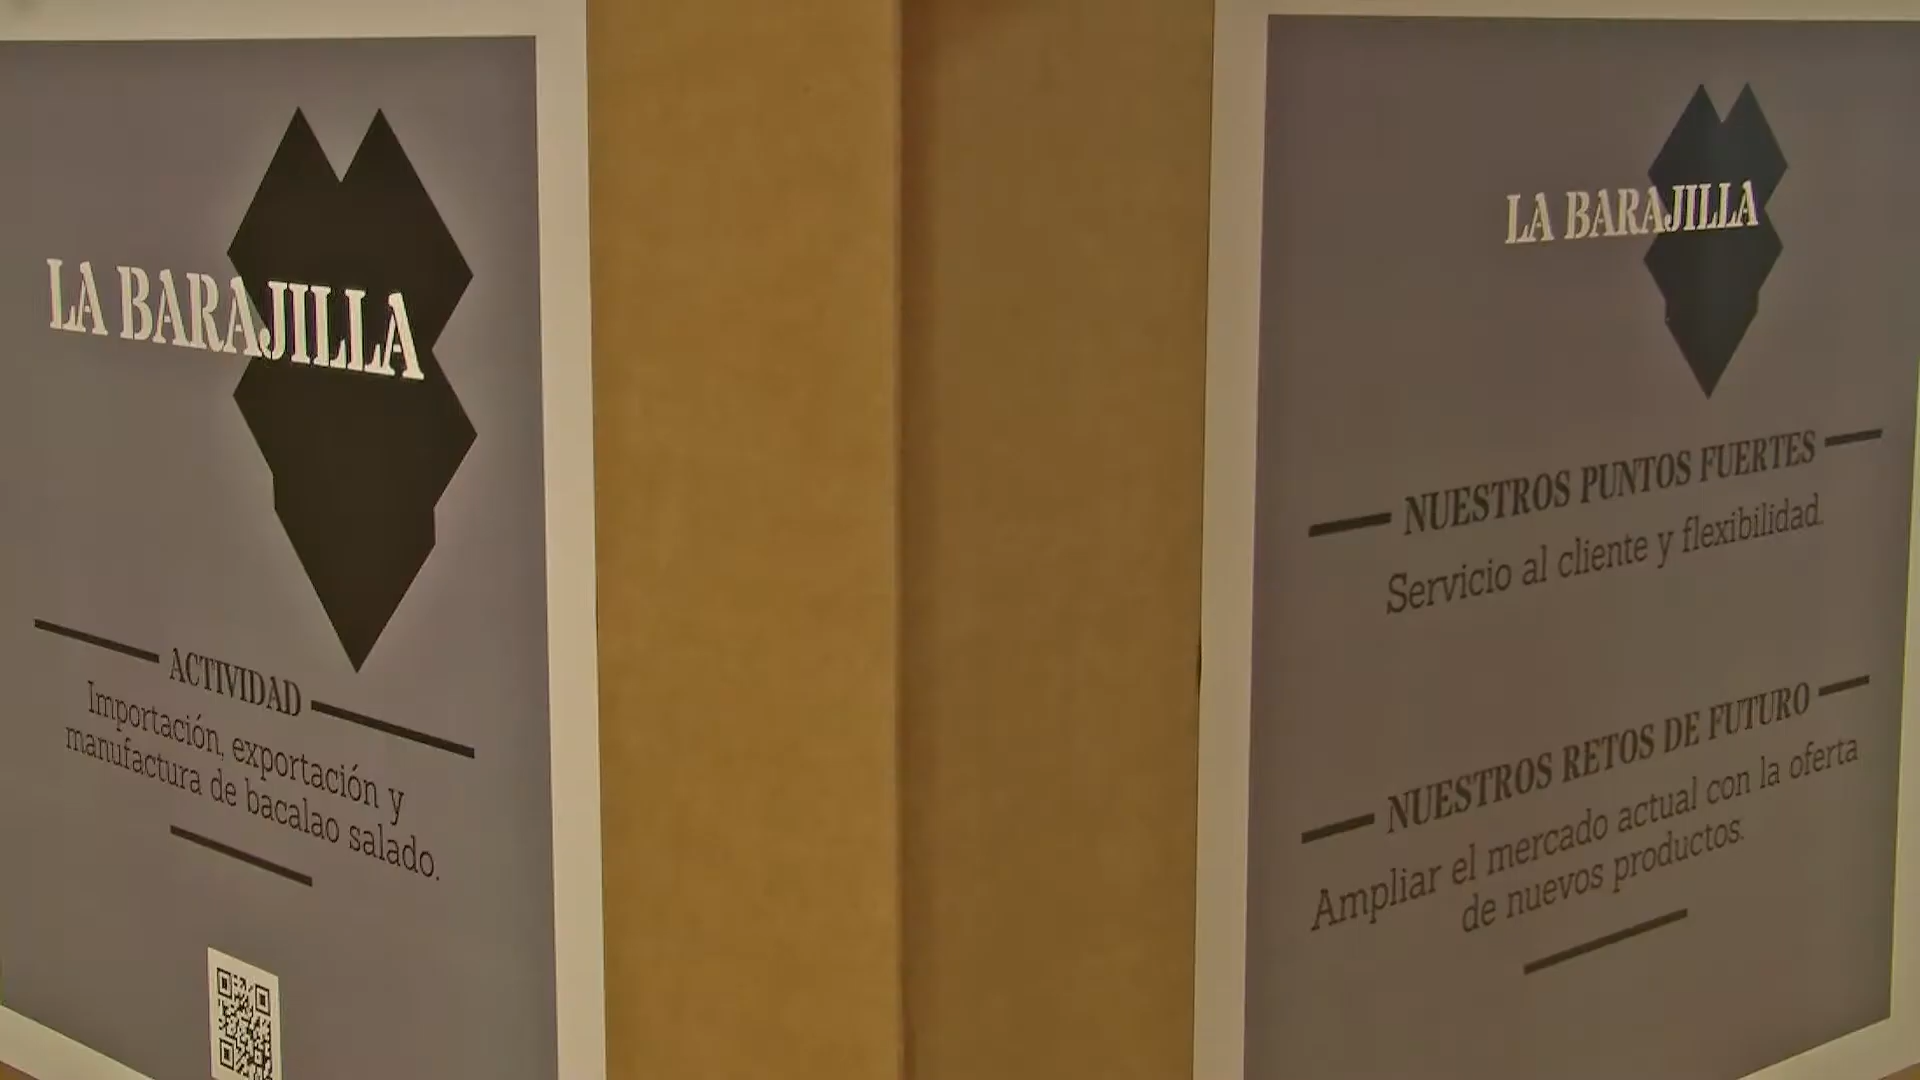 LA BARAJILLA
ACTIVIDAD
Importación, exportación y
manufactura de bacalao salado.
LA BARAJILLA
NUESTROS PUNTOS FUERTES
Servicio al cliente y flexibilidad.
NUESTROS RETOS DE FUTURO
Ampliar el mercado actual con la oferta
de nuevos productos.